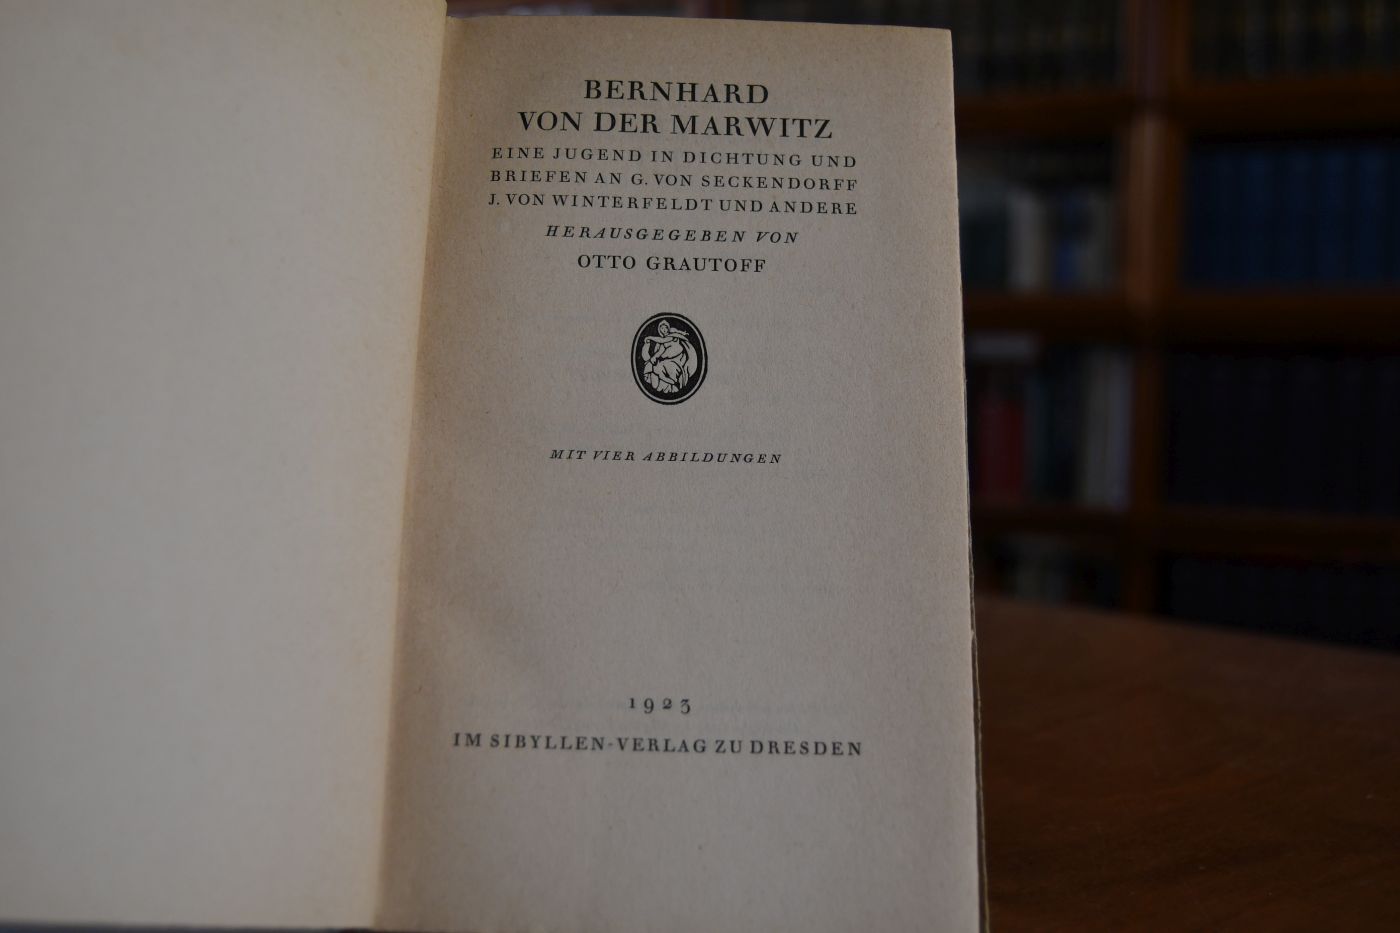 BERNHARD
VON DER MARWITZ
EINE JUGEND IN DICHTUNG UND
BRIEFEN AN G. VON SECKENDORFF
J. VON WINTERFELDT UND ANDERE
HERAUSGEGEBEN VON
OTTO GRAUTOFF
MIT VIER ABBILDUNGEN
1923
IM SIBYLLEN-VERLAG ZU DRESDEN